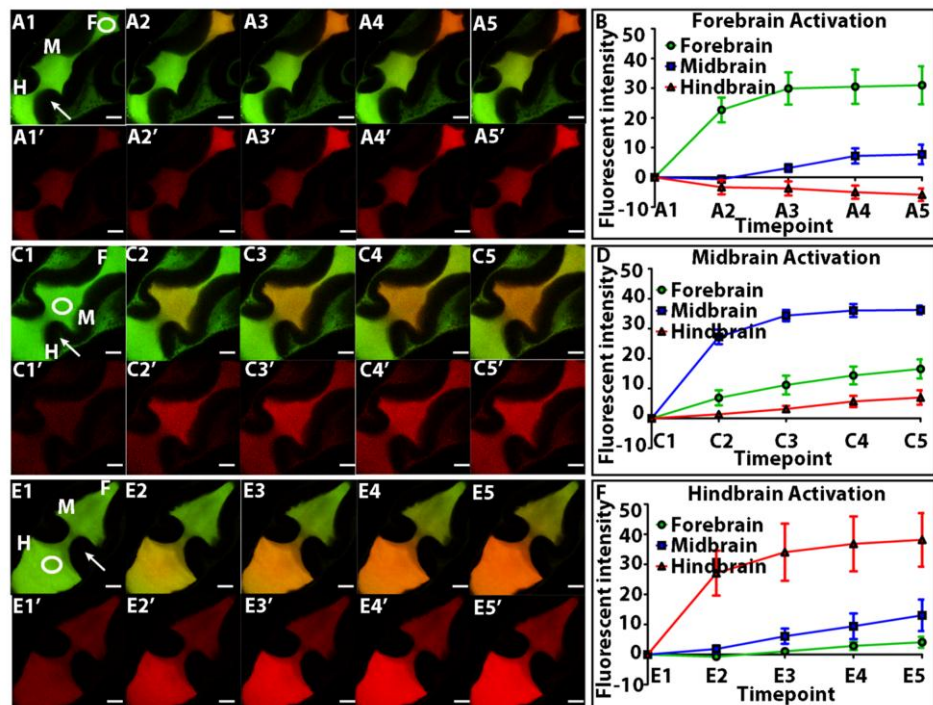 A1 F M H
A2
A3
A4
A5
A1’
A2’
A3’
A4’
A5’
B Forebrain Activation
Fluorescent intensity
50
40
30
20
10
0
-10
Forebrain
Midbrain
Hindbrain
A1 A2 A3 A4 A5
Timepoint
C1 F M H
C2
C3
C4
C5
C1’
C2’
C3’
C4’
C5’
D Midbrain Activation
Fluorescent intensity
50
40
30
20
10
0
-10
Forebrain
Midbrain
Hindbrain
C1 C2 C3 C4 C5
Timepoint
E1 F M H
E2
E3
E4
E5
E1’
E2’
E3’
E4’
E5’
F Hindbrain Activation
Fluorescent intensity
50
40
30
20
10
0
-10
Forebrain
Midbrain
Hindbrain
E1 E2 E3 E4 E5
Timepoint